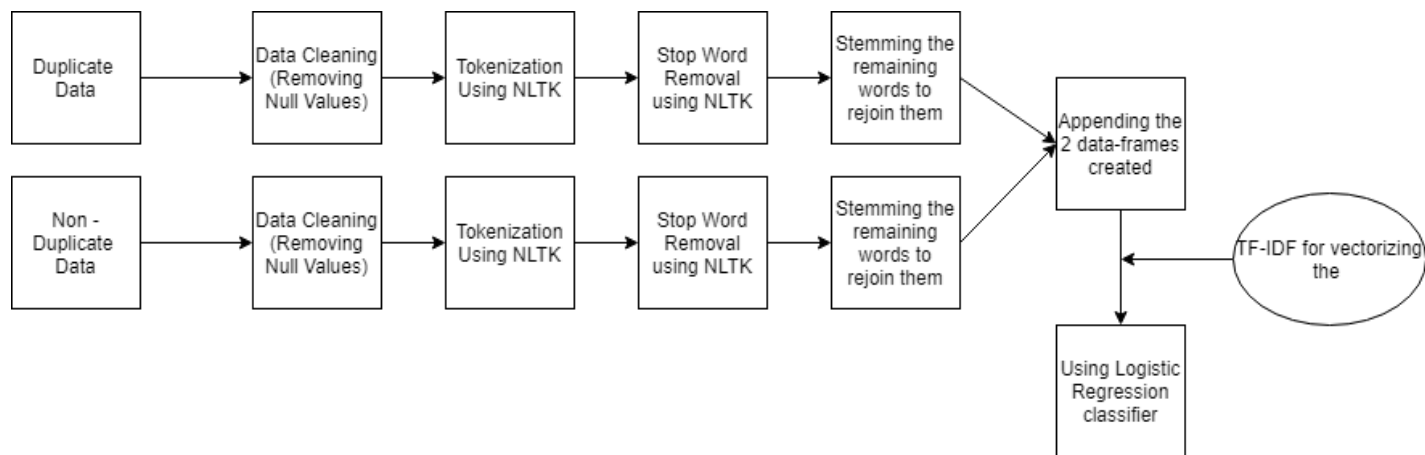 Duplicate
Data
Data Cleaning
(Removing
Null Values)
Tokenization
Using NLTK
Stop Word
Removal
using NLTK
Stemming the
remaining
words to
rejoin them
Appending the
2 data-frames
created
Non -
Duplicate
Data
Data Cleaning
(Removing
Null Values)
Tokenization
Using NLTK
Stop Word
Removal
using NLTK
Stemming the
remaining
words to
rejoin them
TF-IDF for vectorizing
the
Using Logistic
Regression
classifier